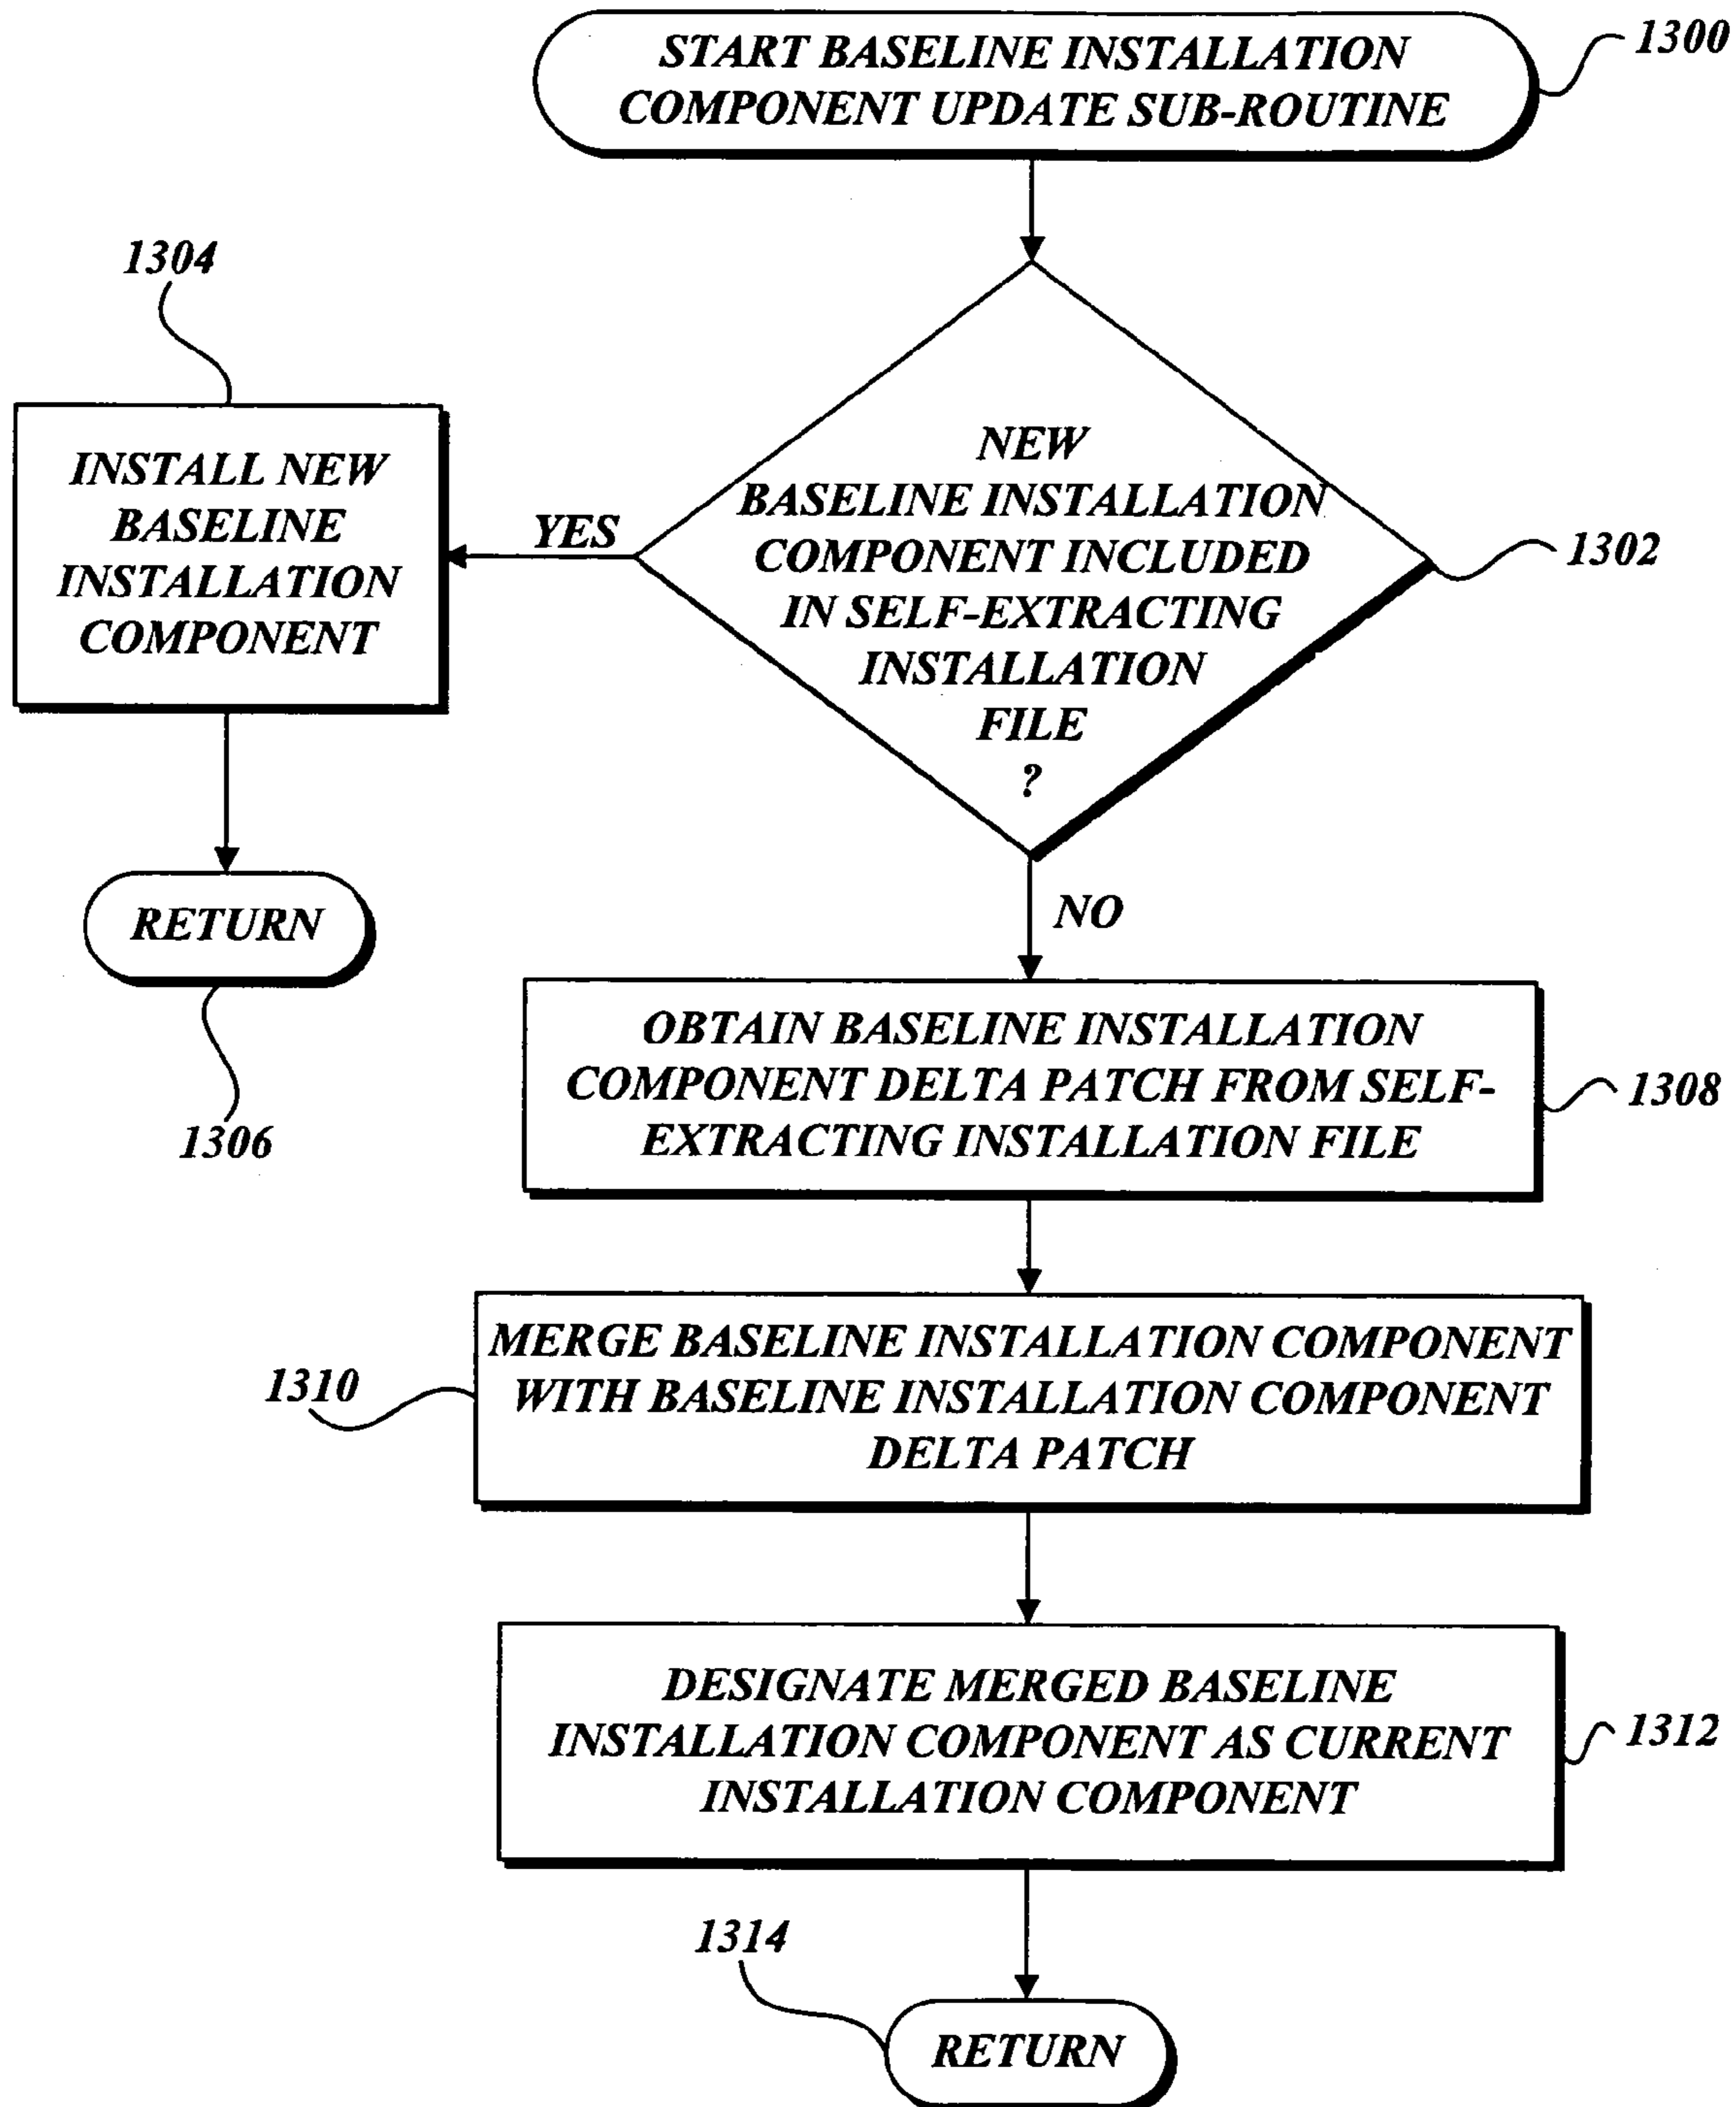 START BASELINE INSTALLATION
COMPONENT UPDATE SUB-ROUTINE
1300
1304
NEW
BASELINE INSTALLATION
COMPONENT INCLUDED
IN SELF-EXTRACTING
INSTALLATION
FILE
?
1302
YES
INSTALL NEW
BASELINE
INSTALLATION
COMPONENT
RETURN
1306
NO
OBTAIN BASELINE INSTALLATION
COMPONENT DELTA PATCH FROM SELF-
EXTRACTING INSTALLATION FILE
1308
MERGE BASELINE INSTALLATION COMPONENT
WITH BASELINE INSTALLATION COMPONENT
DELTA PATCH
1310
DESIGNATE MERGED BASELINE
INSTALLATION COMPONENT AS CURRENT
INSTALLATION COMPONENT
1312
1314
RETURN